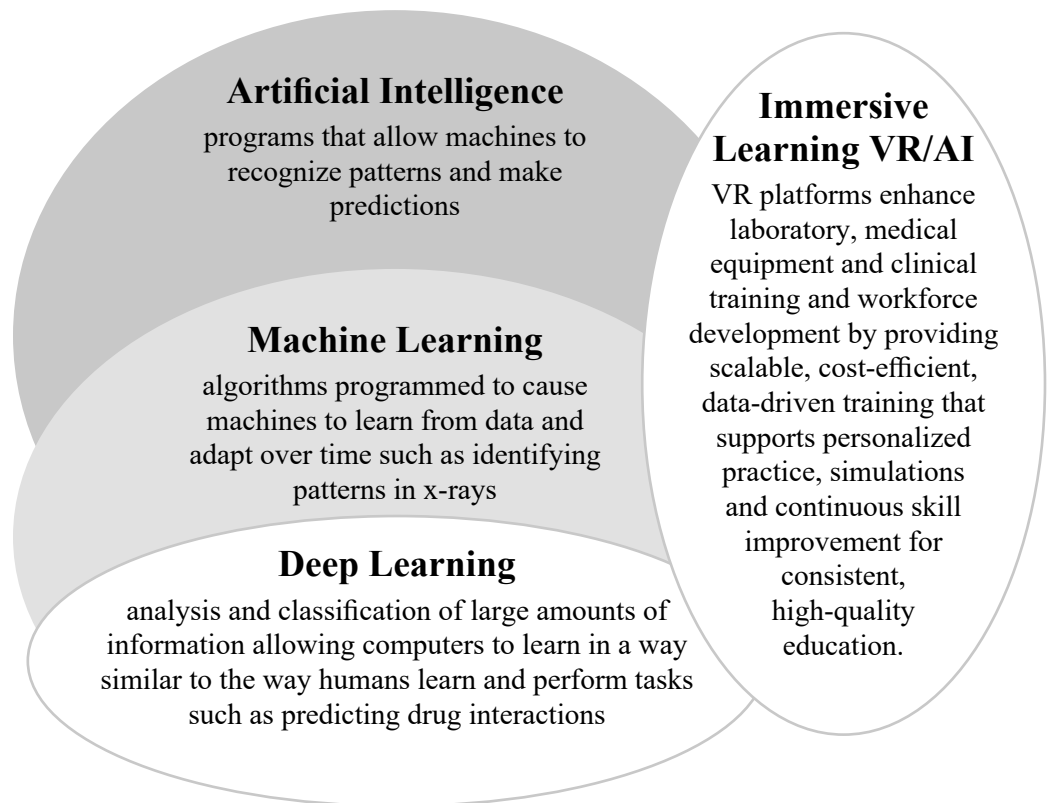 Artificial Intelligence
programs that allow machines to
recognize patterns and make
predictions
Machine Learning
algorithms programmed to cause
machines to learn from data and
adapt over time such as identifying
patterns in x-rays
Deep Learning
analysis and classification of large amounts of
information allowing computers to learn in a way
similar to the way humans learn and perform tasks
such as predicting drug interactions
Immersive
Learning VR/AI
VR platforms enhance
laboratory, medical
equipment and clinical
training and workforce
development by providing
scalable, cost-efficient,
data-driven training that
supports personalized
practice, simulations
and continuous skill
improvement for
consistent,
high-quality
education.